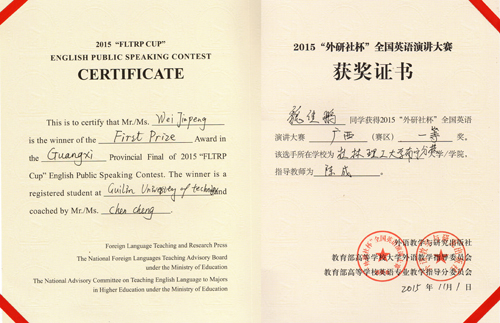 2015 "FLTRP CUP"
ENGLISH PUBLIC SPEAKING CONTEST
CERTIFICATE
This is to certify that Mr./Ms. Wei Jiapeng
is the winner of the First Prize Award in
the Guangxi Provincial Final of 2015 "FLTRP
Cup" English Public Speaking Contest. The winner is a
registered student at Guilin University of technology and
coached by Mr./Ms. Chen cheng.
Foreign Language Teaching and Research Press
The National Foreign Languages Teaching Advisory Board
under the Ministry of Education
The National Advisory Committee on Teaching English Language to Majors
in Higher Education under the Ministry of Education
2015 "外研社杯" 全国英语演讲大赛
获奖证书
佳鹏 同学获得2015 "外研社杯" 全国英语
演讲大赛 广西 (赛区) 一等 奖。
该选手所在学校为 桂林理工大学南宁分校 大学/学院,
指导教师为 陈成 。
外语教学与研究出版社
教育部高等学校大学外语教学指导委员会
教育部高等学校英语专业教学指导分委员会
2015 . 11月1日